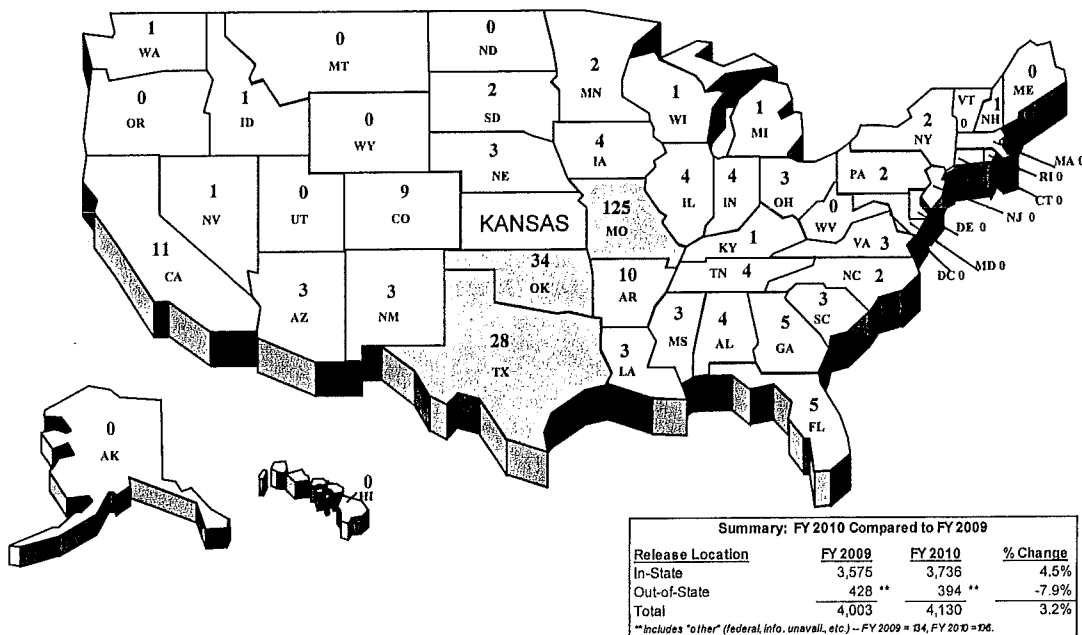 1
WA
0
MT
0
ND
2
MN
1
WI
1
MI
0
ME
VT
0
1
NH
2
NY
0
OR
1
ID
0
WY
2
SD
4
IA
3
NE
MA 0
RI 0
CT 0
NJ 0
DE 0
MD 0
DC 0
PA 2
1
NV
0
UT
9
CO
KANSAS
125
MO
4
IL
4
IN
3
OH
0
WV
VA 3
1
KY
11
CA
3
AZ
3
NM
34
OK
10
AR
TN 4
NC 2
3
SC
28
TX
3
LA
3
MS
4
AL
5
GA
5
FL
0
AK
0
HI
Summary: FY 2010 Compared to FY 2009
Release Location FY 2009 FY 2010 % Change
In-State 3,575 3,736 4.5%
Out-of-State 428 ** 394 ** -7.9%
Total 4,003 4,130 3.2%
**Includes "other" (federal, info. unavail., etc.) -- FY 2009 = 134, FY 2010 =106.